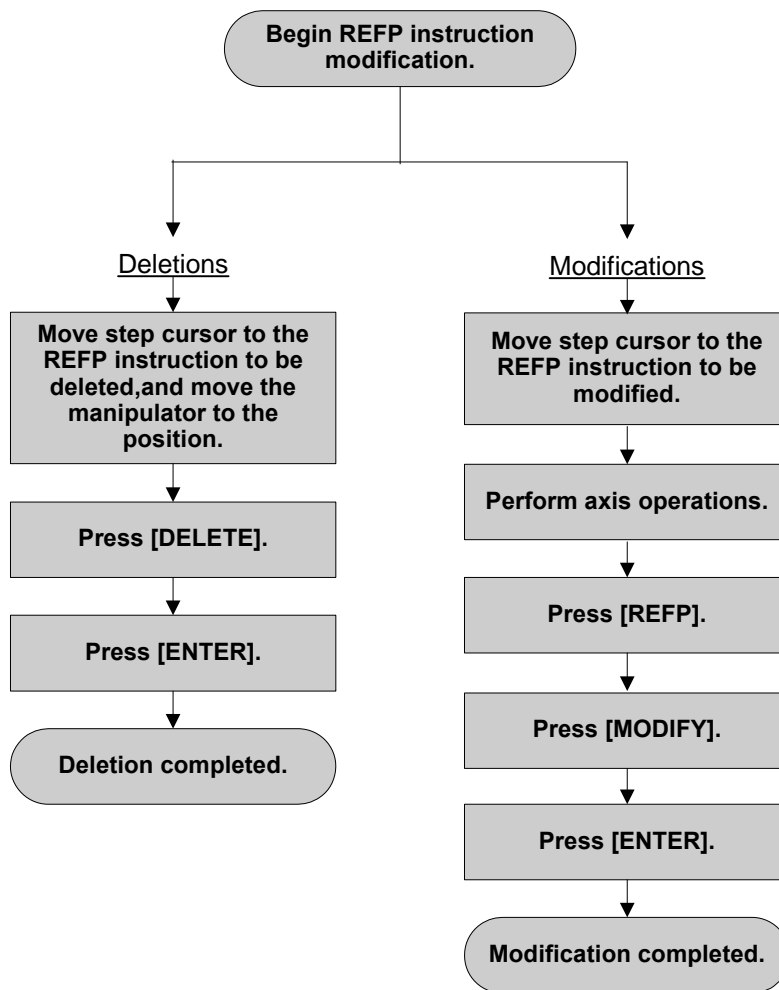 Begin REFP instruction
modification.
Deletions
Move step cursor to the
REFP instruction to be
deleted,and move the
manipulator to the
position.
Press [DELETE].
Press [ENTER].
Deletion completed.
Modifications
Move step cursor to the
REFP instruction to be
modified.
Perform axis operations.
Press [REFP].
Press [MODIFY].
Press [ENTER].
Modification completed.